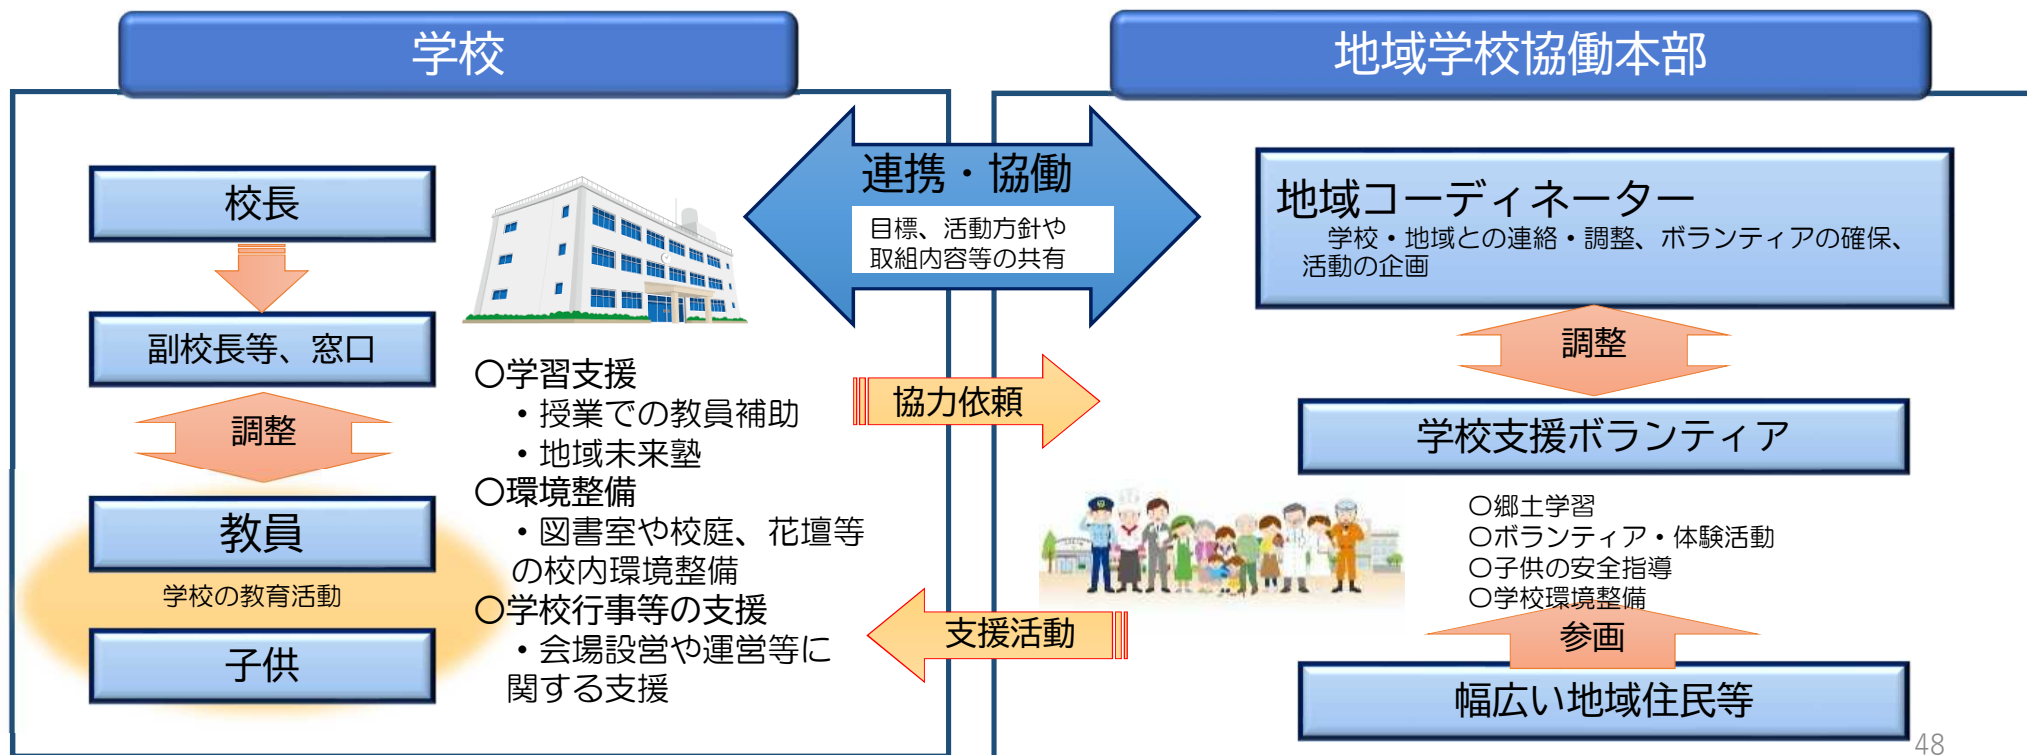 学校
校長
副校長等、窓口
調整
教員
学校の教育活動
子供
〇学習支援
・授業での教員補助
・地域未来塾
〇環境整備
・図書室や校庭、花壇等
の校内環境整備
〇学校行事等の支援
・会場設営や運営等に
関する支援
連携・協働
目標、活動方針や
取組内容等の共有
協力依頼
支援活動
地域学校協働本部
地域コーディネーター
学校・地域との連絡・調整、ボランティアの確保、
活動の企画
調整
学校支援ボランティア
〇郷土学習
〇ボランティア・体験活動
〇子供の安全指導
〇学校環境整備
参画
幅広い地域住民等
48